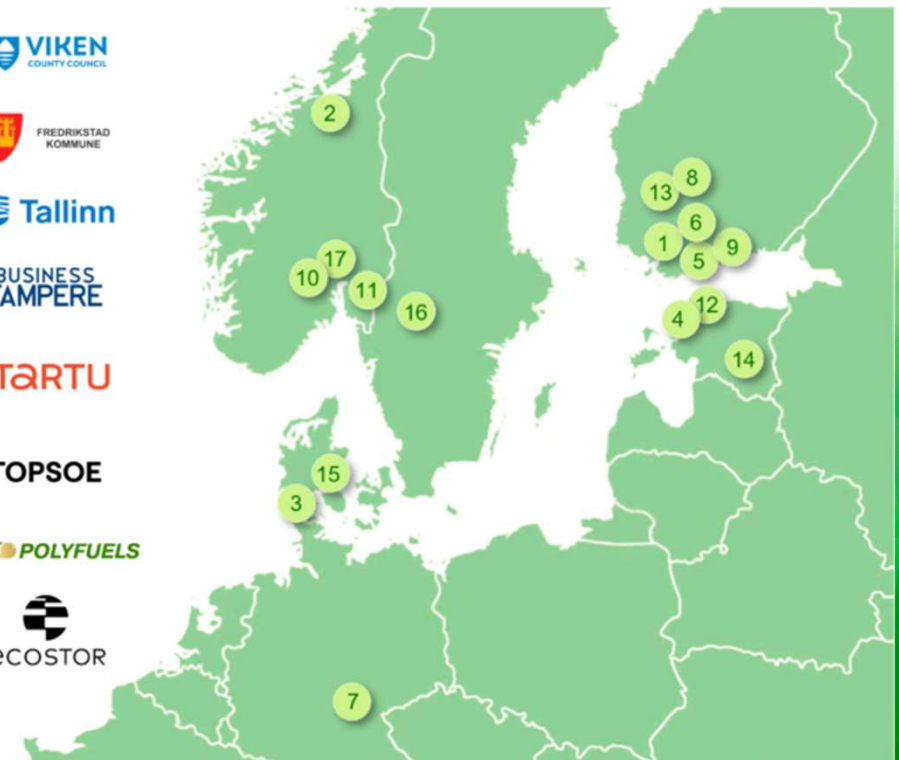 VIKEN
COUNTY COUNCIL
FREDRIKSTAD
KOMMUNE
Tallinn
BUSINESS
AMPERE
TARTU
TOPSOE
POLYFUELS
eCOSTOR
2
8
13
6
1
9
5
17
10
11
16
12
4
14
15
3
7